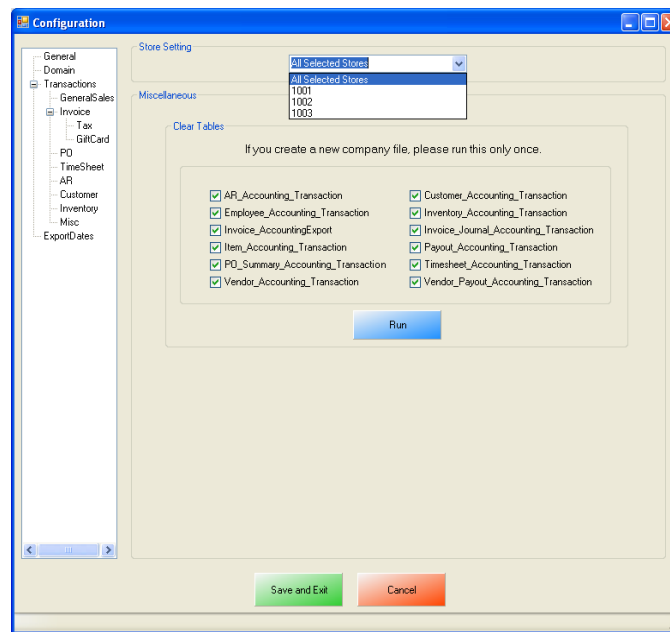 Configuration
General
Domain
Transactions
GeneralSales
Invoice
Tax
GiftCard
PO
TimeSheet
AR
Customer
Inventory
Misc
ExportDates
Store Setting
All Selected Stores
All Selected Stores
1001
1002
1003
Miscellaneous
Clear Tables
If you create a new company file, please run this only once.
AR_Accounting_Transaction Customer_Accounting_Transaction
Employee_Accounting_Transaction Inventory_Accounting_Transaction
Invoice_AccountingExport Invoice_Journal_Accounting_Transaction
Item_Accounting_Transaction Payout_Accounting_Transaction
PO_Summary_Accounting_Transaction Timesheet_Accounting_Transaction
Vendor_Accounting_Transaction Vendor_Payout_Accounting_Transaction
Run
Save and Exit Cancel